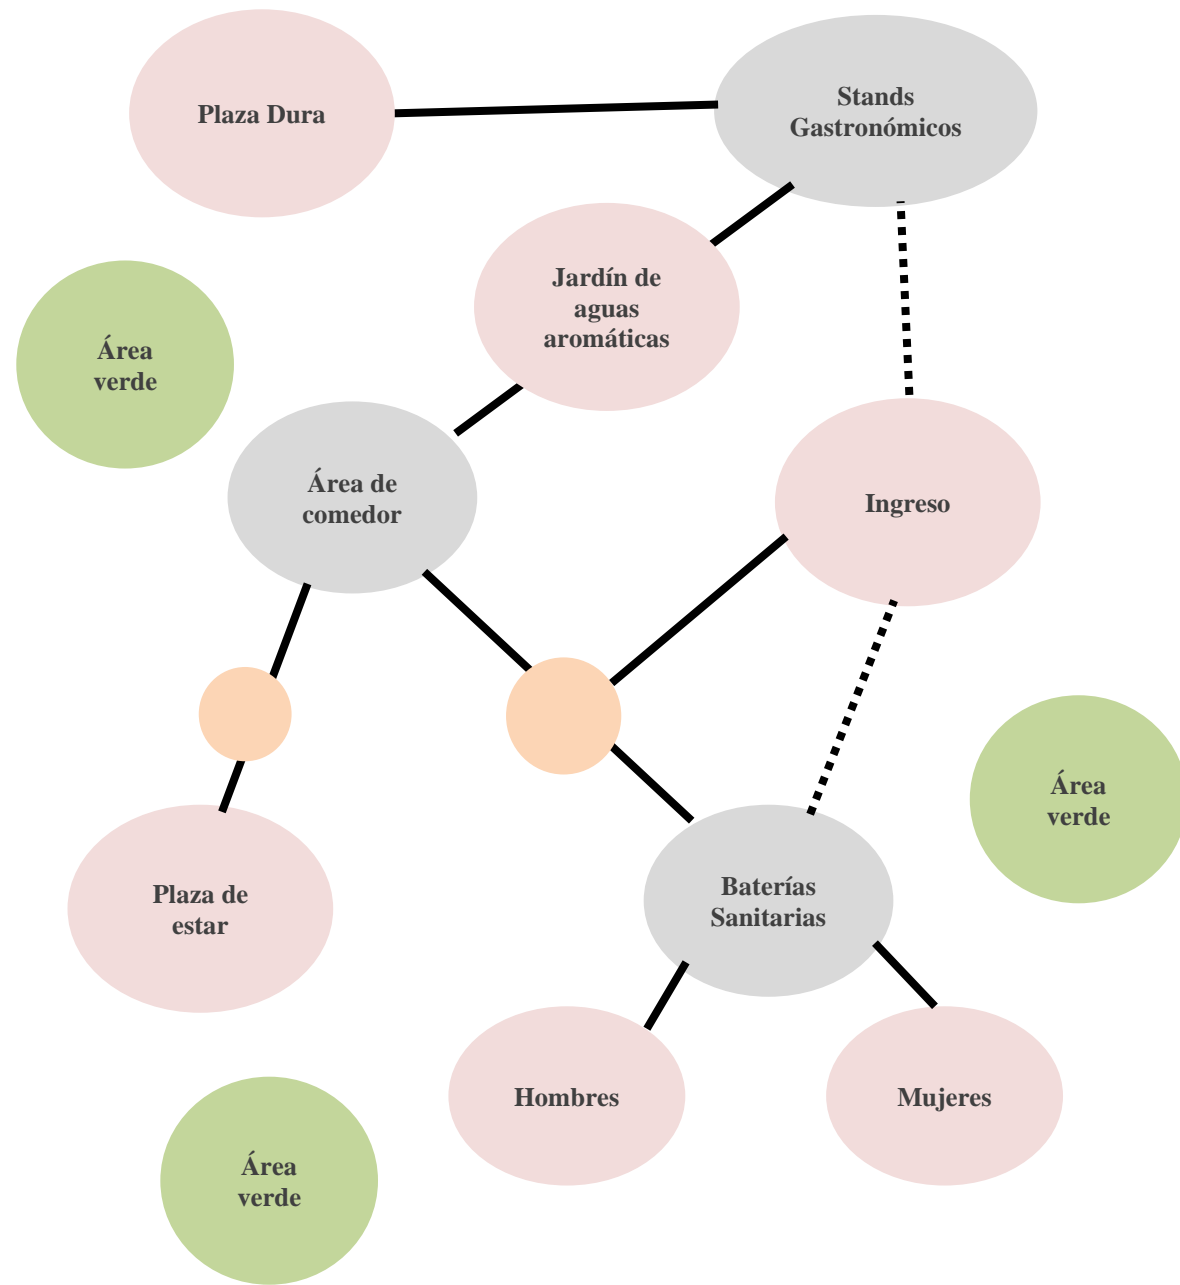 Plaza Dura
Stands
Gastronómicos
Jardín de
aguas
aromáticas
Área
verde
Área de
comedor
Ingreso
Área
verde
Plaza de
estar
Baterías
Sanitarias
Hombres
Mujeres
Área
verde